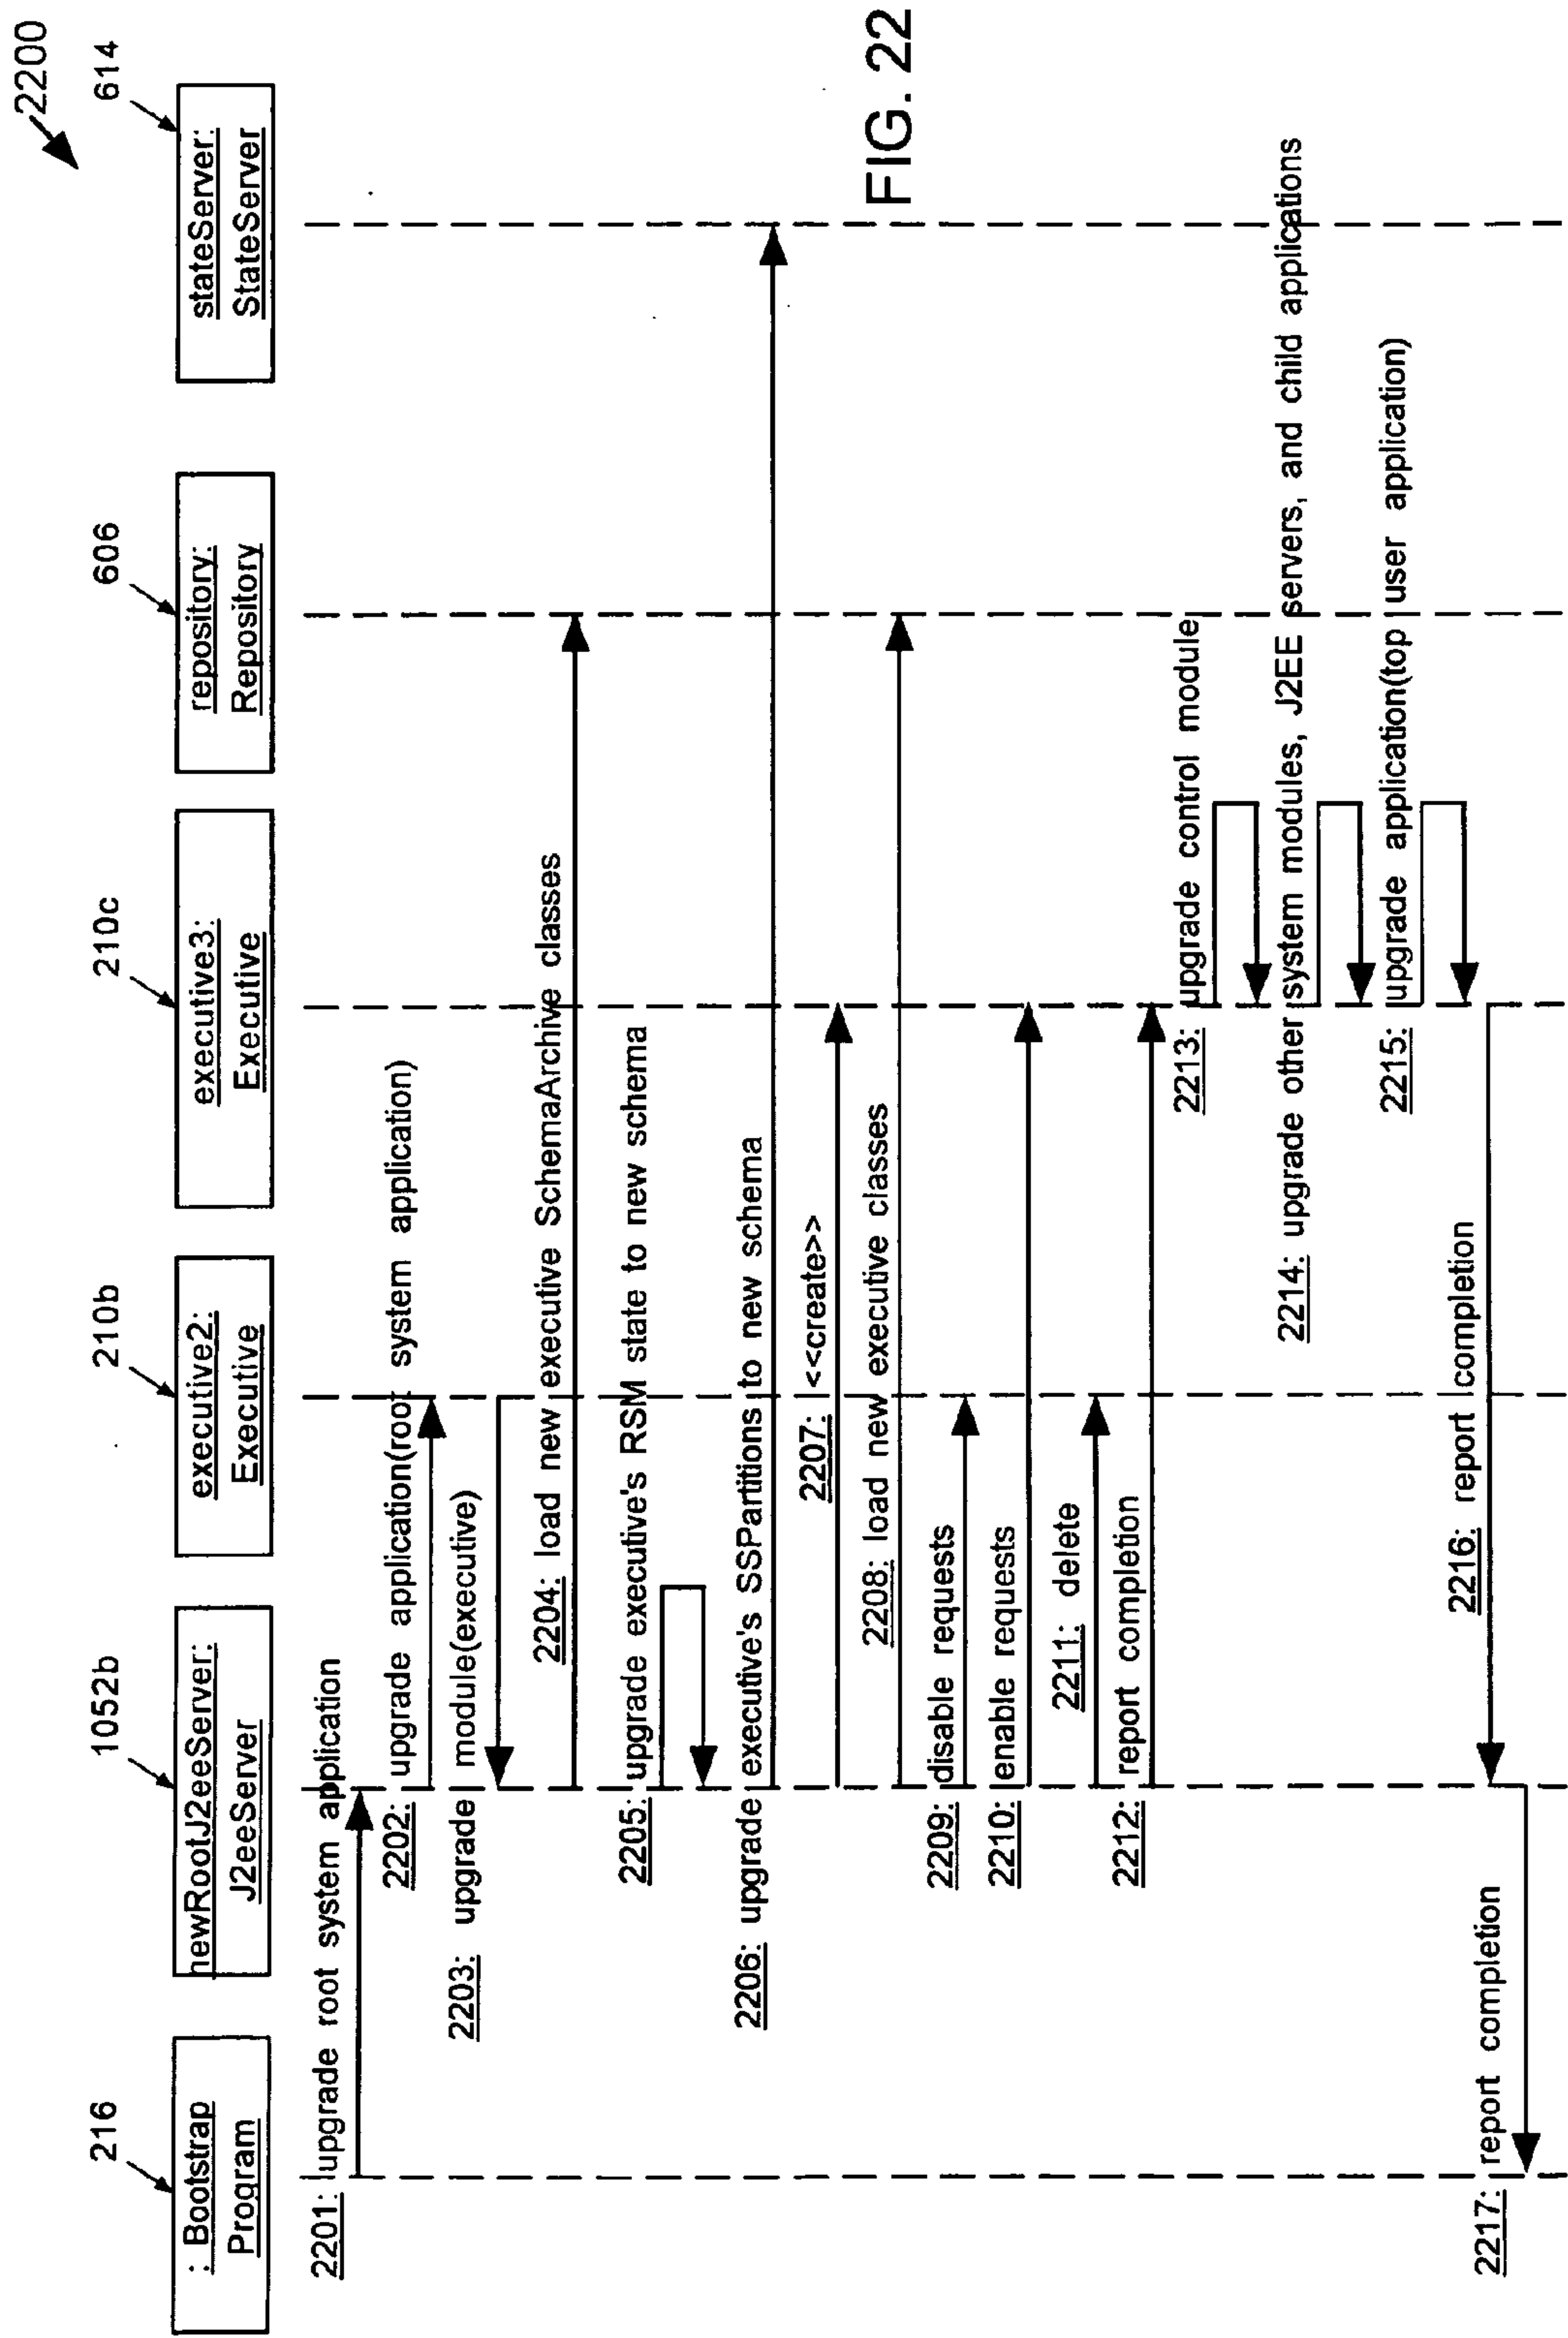 2200
216
1052b
210b
210c
606
614
: Bootstrap
Program
newRootJ2eeServer:
J2eeServer
executive2:
Executive
executive3:
Executive
repository:
Repository
stateServer:
StateServer
2201: upgrade root system application
2202: upgrade application(root system application)
2203: upgrade module(executive)
2204: load new executive SchemaArchive classes
2205: upgrade executive's RSM state to new schema
2206: upgrade executive's SSPartitions to new schema
2207: <<create>>
2208: load new executive classes
2209: disable requests
2210: enable requests
2211: delete
2212: report completion
2213: upgrade control module
2214: upgrade other system modules, J2EE servers, and child applications
2215: upgrade application(top user application)
2216: report completion
2217: report completion
FIG. 22